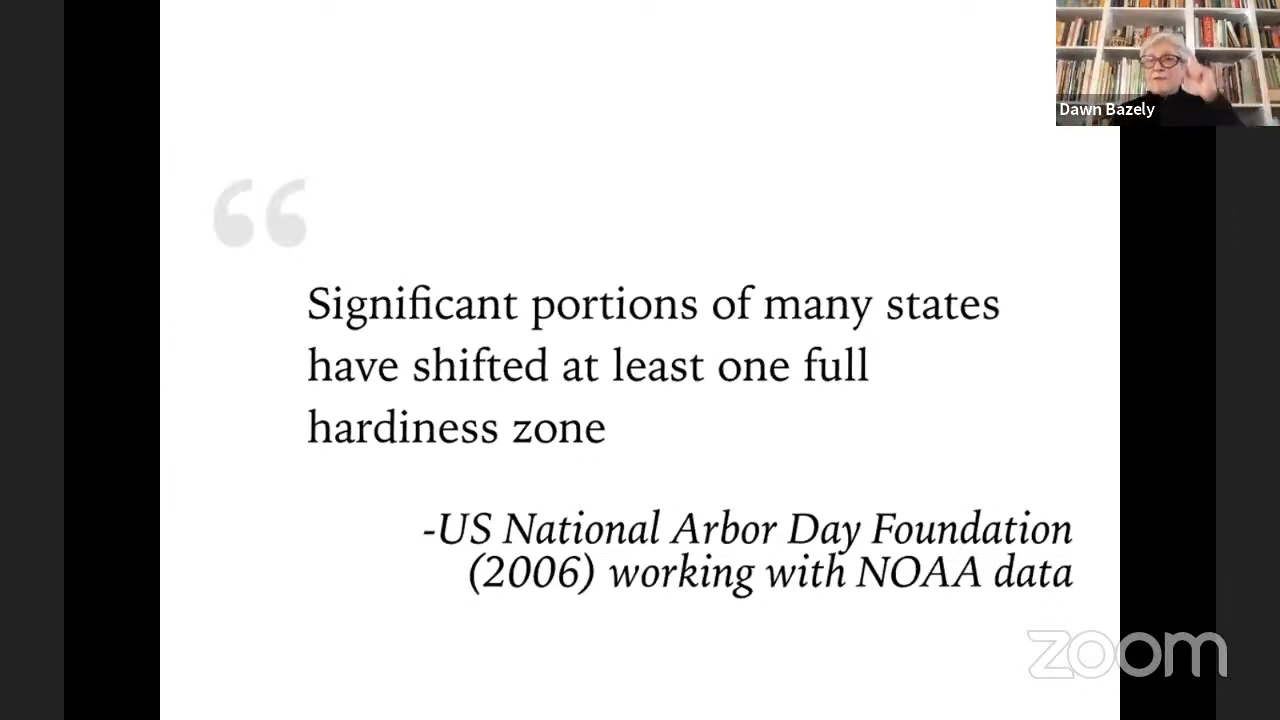 Dawn Bazely
“
Significant portions of many states
have shifted at least one full
hardiness zone
-US National Arbor Day Foundation
(2006) working with NOAA data
zoom